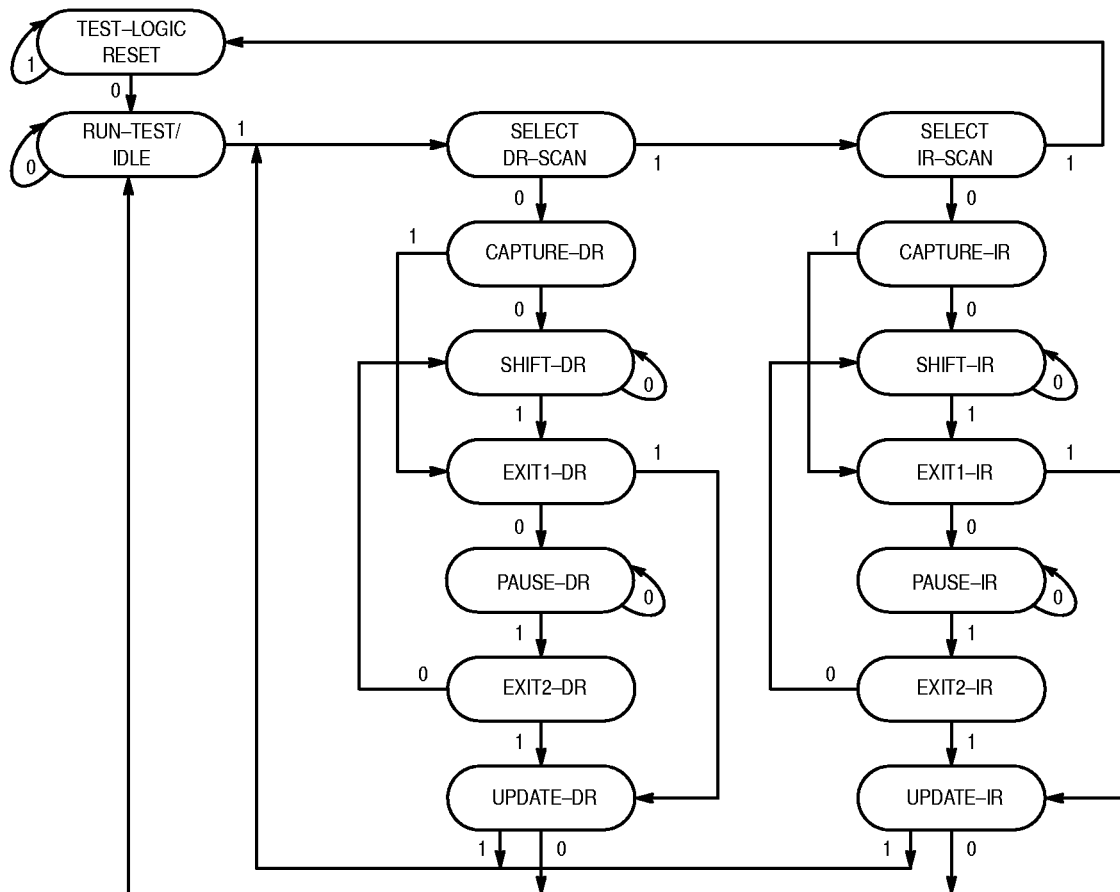 TEST–LOGIC
RESET
1
0
RUN–TEST/
IDLE
0
1
SELECT
DR–SCAN
1
SELECT
IR–SCAN
1
0
0
1
CAPTURE–DR
1
CAPTURE–IR
0
0
SHIFT–DR
0
SHIFT–IR
0
1
1
EXIT1–DR
1
EXIT1–IR
1
0
0
PAUSE–DR
0
PAUSE–IR
0
1
1
0
EXIT2–DR
0
EXIT2–IR
1
1
UPDATE–DR
UPDATE–IR
1
0
1
0